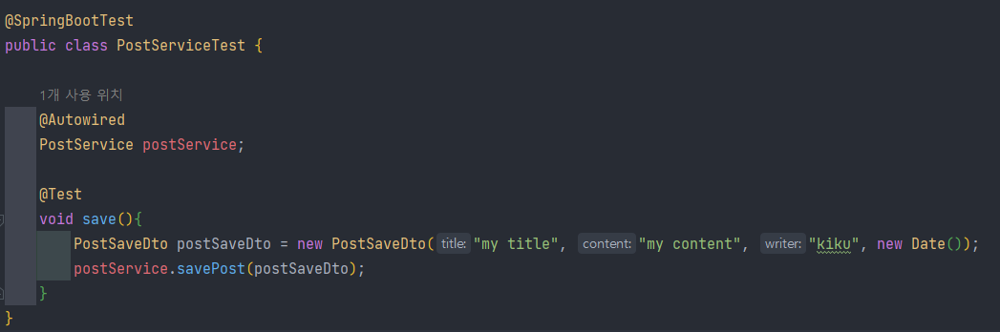 @SpringBootTest
public class PostServiceTest {
1개 사용 위치
@Autowired
PostService postService;
@Test
void save(){
PostSaveDto postSaveDto = new PostSaveDto( title: "my title", content: "my content", writer: "kiku", new Date());
postService.savePost(postSaveDto);
}
}